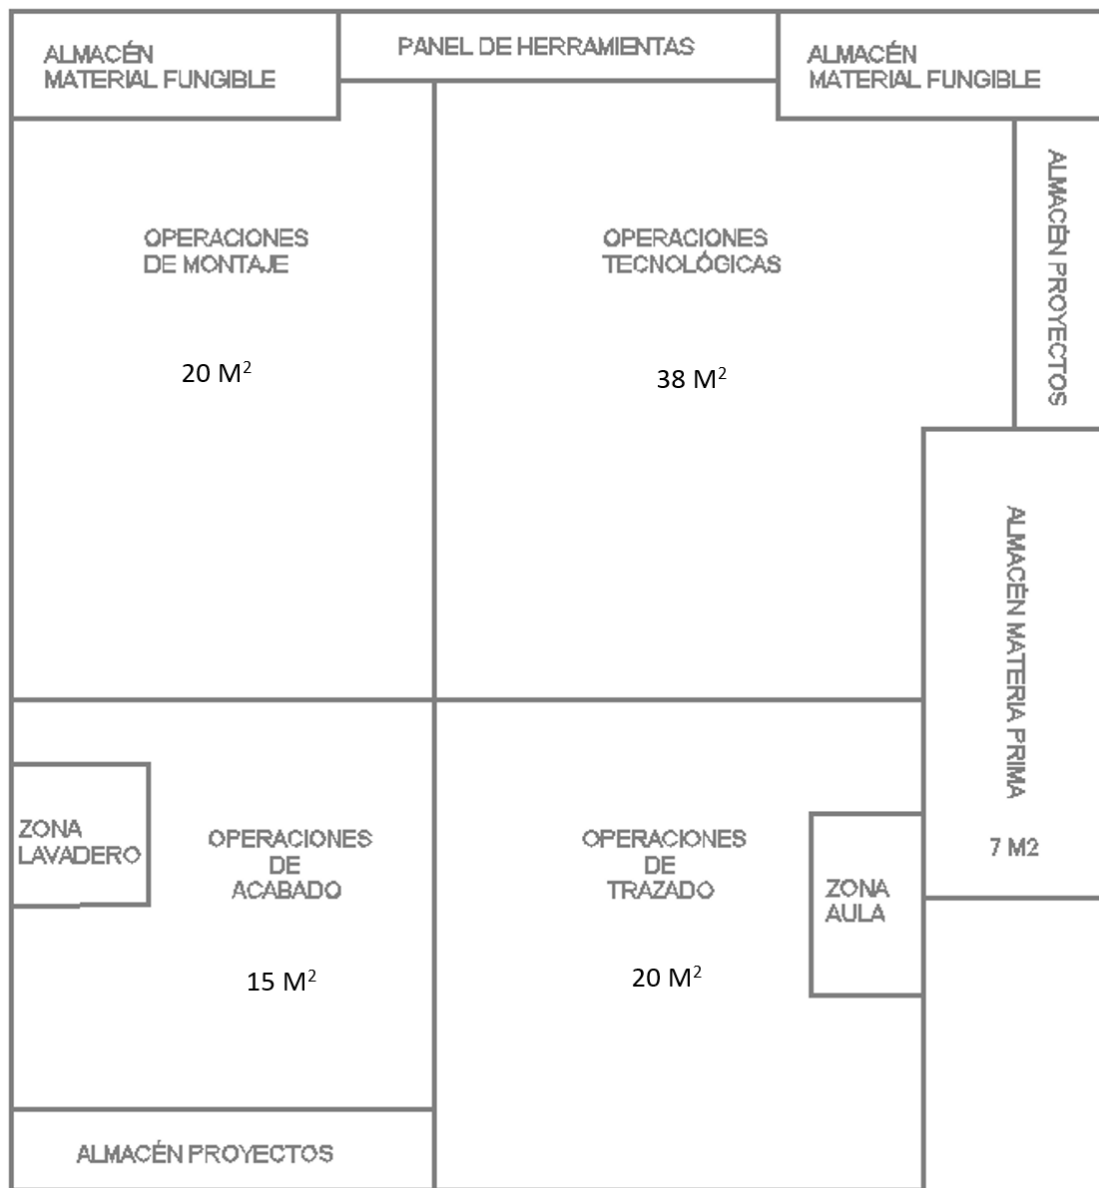 ALMACÉN
MATERIAL FUNGIBLE
PANEL DE HERRAMIENTAS
ALMACÉN
MATERIAL FUNGIBLE
OPERACIONES
DE MONTAJE
20 M²
OPERACIONES
TECNOLÓGICAS
38 M²
ALMACÉN PROYECTOS
ALMACÉN MATERIA PRIMA
7 M2
ZONA
LAVADERO
OPERACIONES
DE
ACABADO
15 M²
OPERACIONES
DE
TRAZADO
20 M²
ZONA
AULA
ALMACÉN PROYECTOS